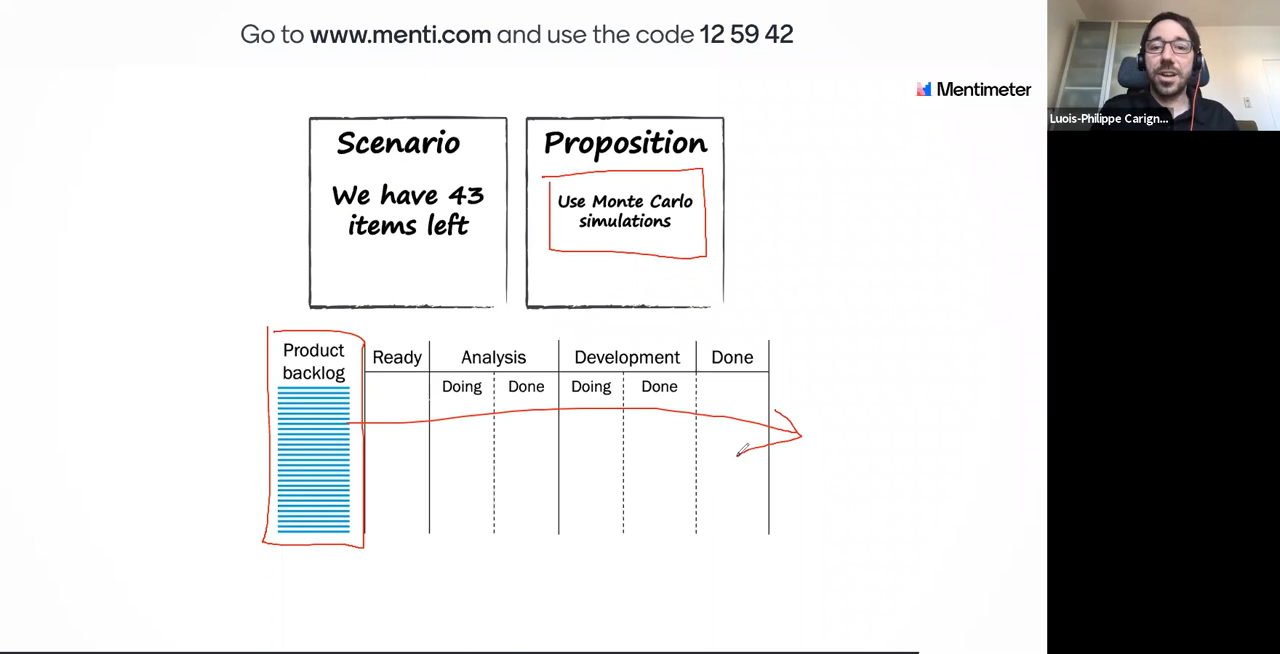 Go to www.menti.com and use the code 12 59 42
Mentimeter
Luois-Philippe Carign...
Scenario
We have 43
items left
Proposition
Use Monte Carlo
simulations
Product
backlog
Ready
Analysis
Development
Done
Doing
Done
Doing
Done